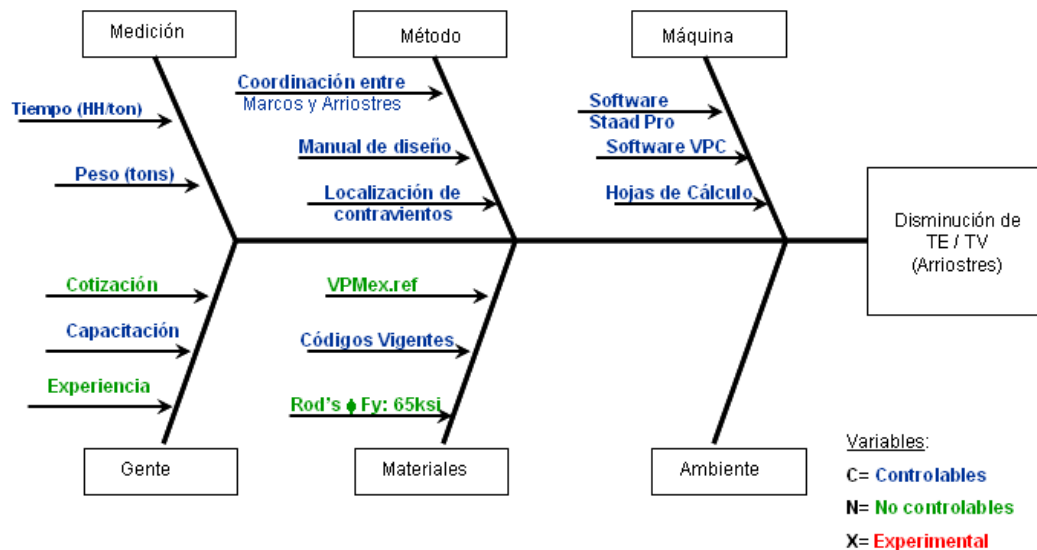 Medición
Método
Máquina
Coordinación entre
Marcos y Arriostres
Tiempo (HH/ton)
Software
Staad Pro
Manual de diseño
Software VPC
Peso (tons)
Localización de
contravientos
Hojas de Cálculo
Disminución de
TE / TV
(Arriostres)
Cotización
VPMex.ref
Capacitación
Códigos Vigentes
Experiencia
Rod's ϕ Fy: 65ksi
Gente
Materiales
Ambiente
Variables:
C= Controlables
N= No controlables
X= Experimental